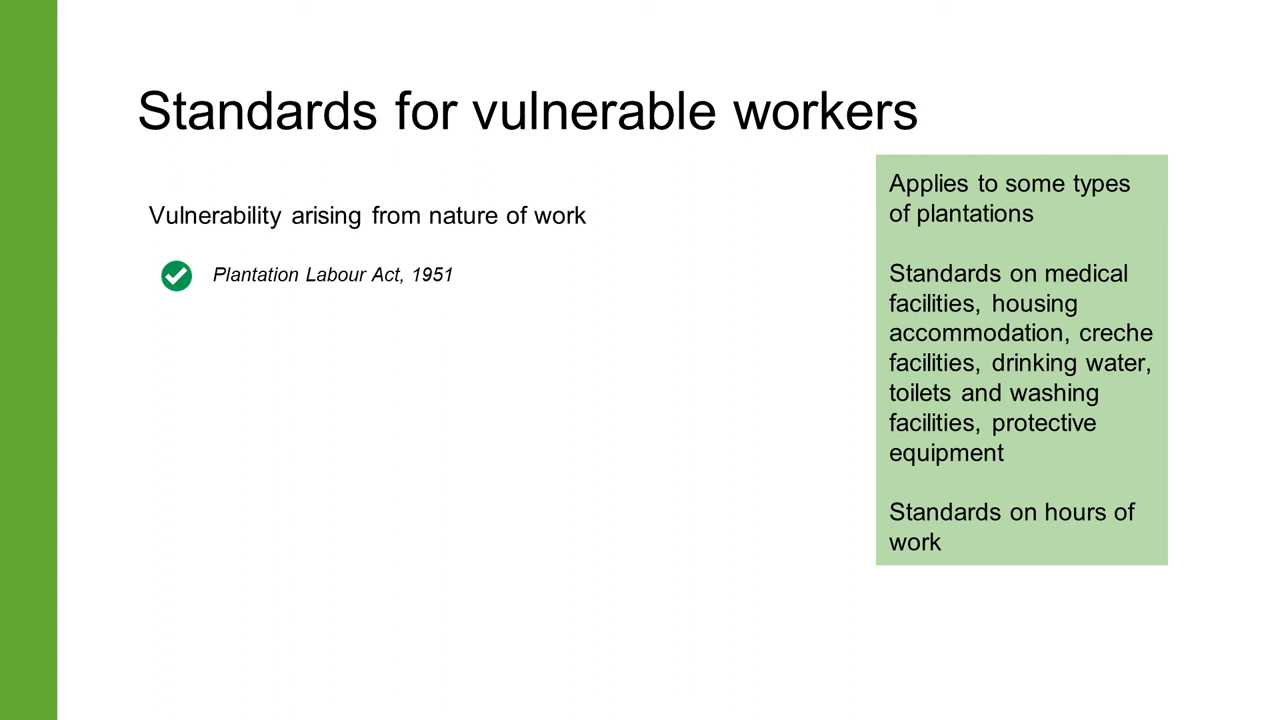 Standards for vulnerable workers
Vulnerability arising from nature of work
Plantation Labour Act, 1951
Applies to some types
of plantations
Standards on medical
facilities, housing
accommodation, creche
facilities, drinking water,
toilets and washing
facilities, protective
equipment
Standards on hours of
work